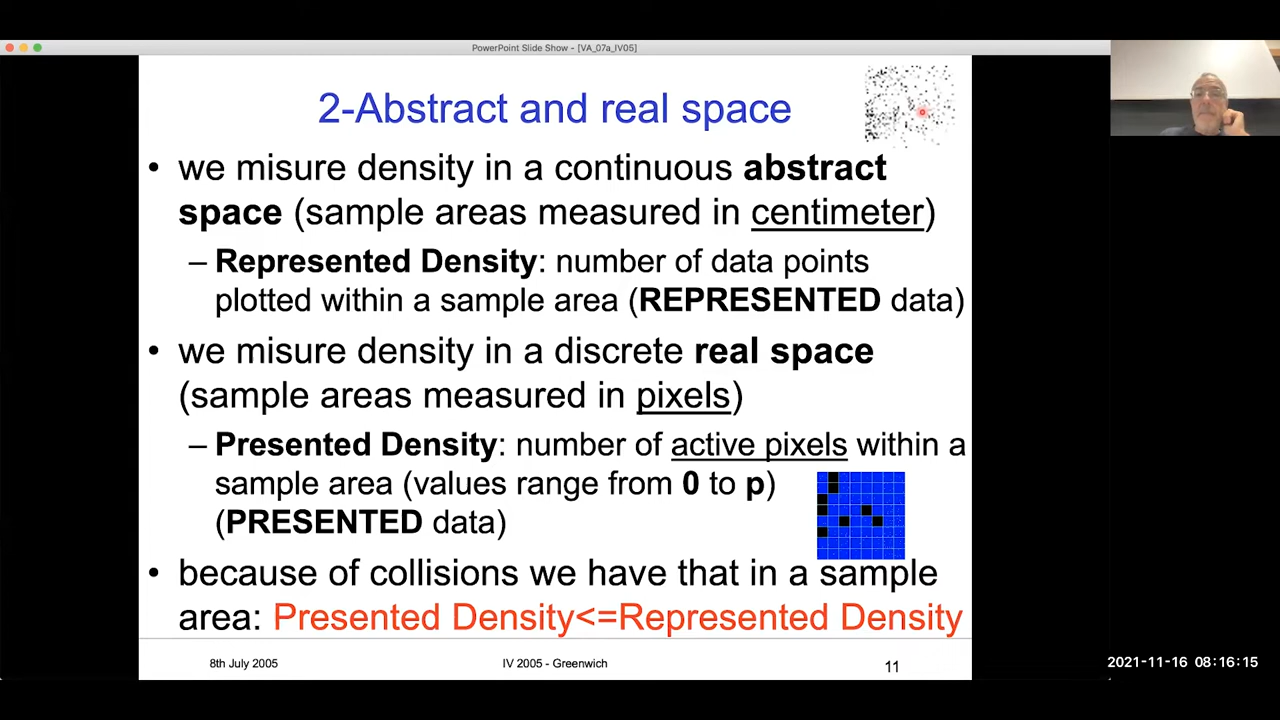 PowerPoint Slide Show - [VA_07a_IV05]
2-Abstract and real space
• we misure density in a continuous abstract
space (sample areas measured in centimeter)
– Represented Density: number of data points
plotted within a sample area (REPRESENTED data)
• we misure density in a discrete real space
(sample areas measured in pixels)
– Presented Density: number of active pixels within a
sample area (values range from 0 to p)
(PRESENTED data)
• because of collisions we have that in a sample
area: Presented Density<=Represented Density
8th July 2005
IV 2005 - Greenwich
11
2021-11-16 08:16:15